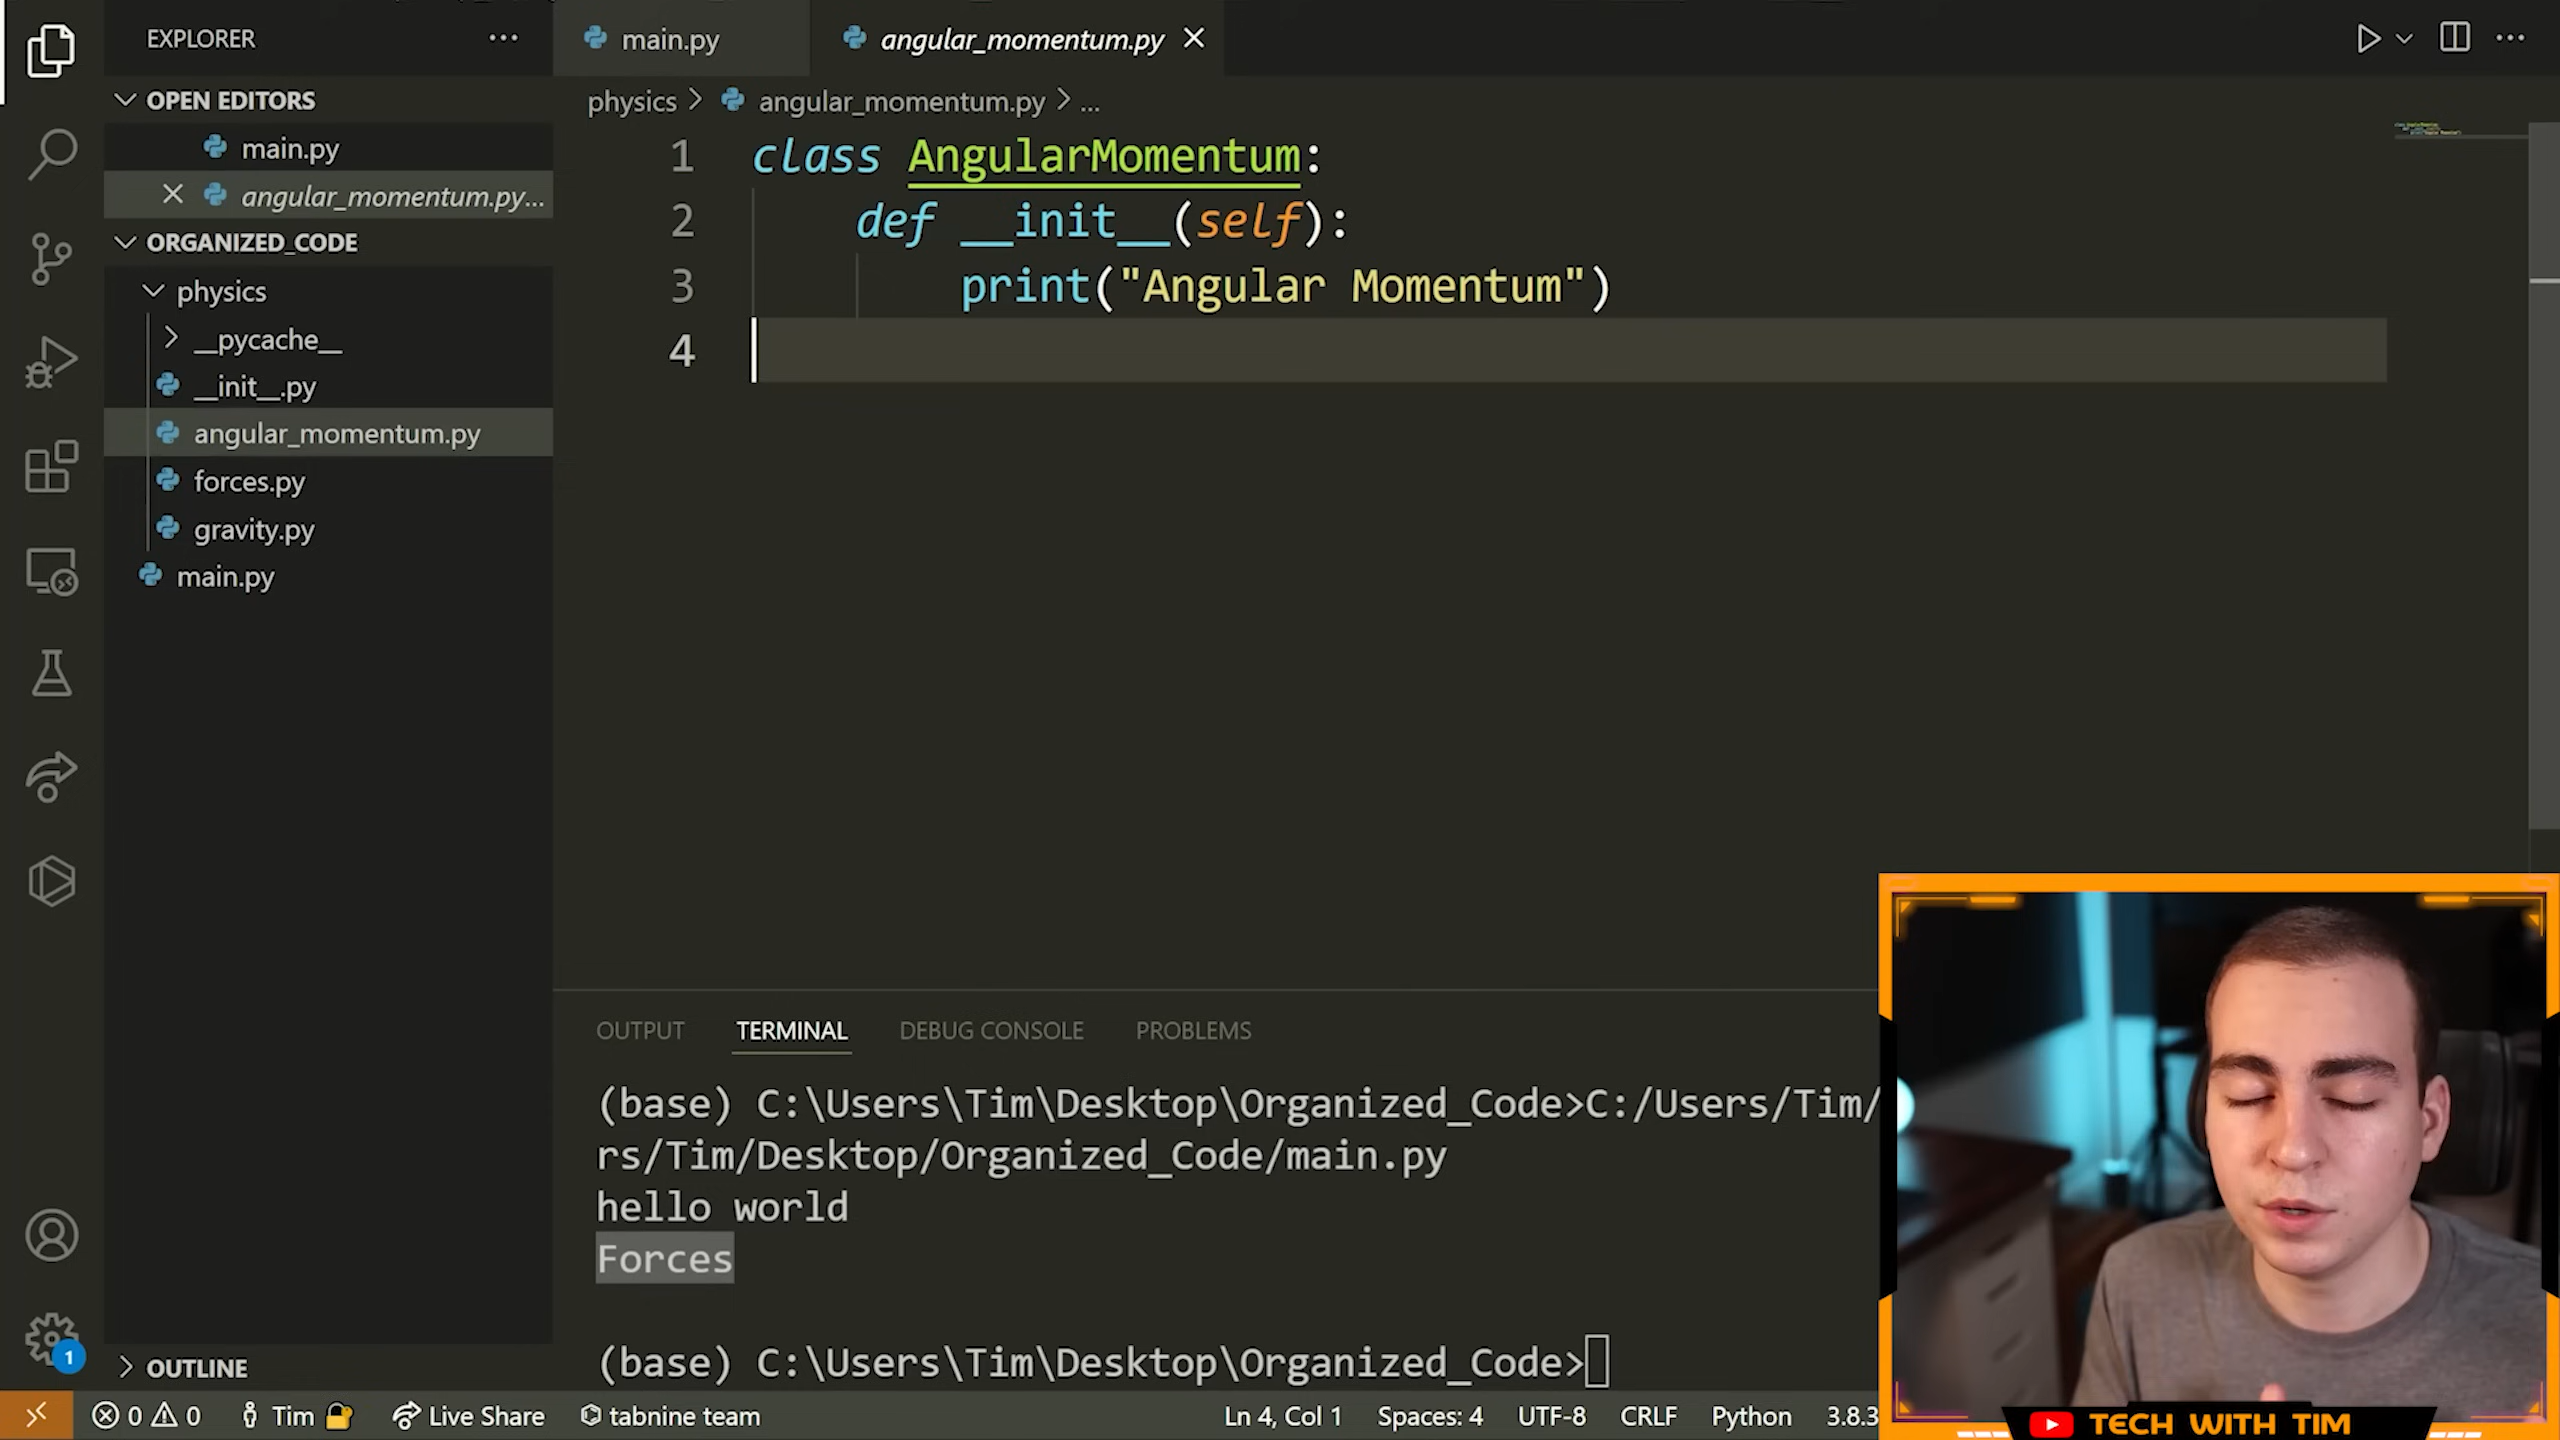 EXPLORER
OPEN EDITORS
main.py
angular_momentum.py...
ORGANIZED_CODE
physics
__pycache__
__init__.py
angular_momentum.py
forces.py
gravity.py
main.py
OUTLINE
main.py
angular_momentum.py
physics > angular_momentum.py > ...
1 class AngularMomentum:
2 def __init__(self):
3 print("Angular Momentum")
4
OUTPUT TERMINAL DEBUG CONSOLE PROBLEMS
(base) C:\Users\Tim\Desktop\Organized_Code>C:/Users/Tim/
rs/Tim/Desktop/Organized_Code/main.py
hello world
Forces
(base) C:\Users\Tim\Desktop\Organized_Code>
1
0 0 Tim Live Share tabnine team Ln 4, Col 1 Spaces: 4 UTF-8 CRLF Python 3.8.3
TECH WITH TIM